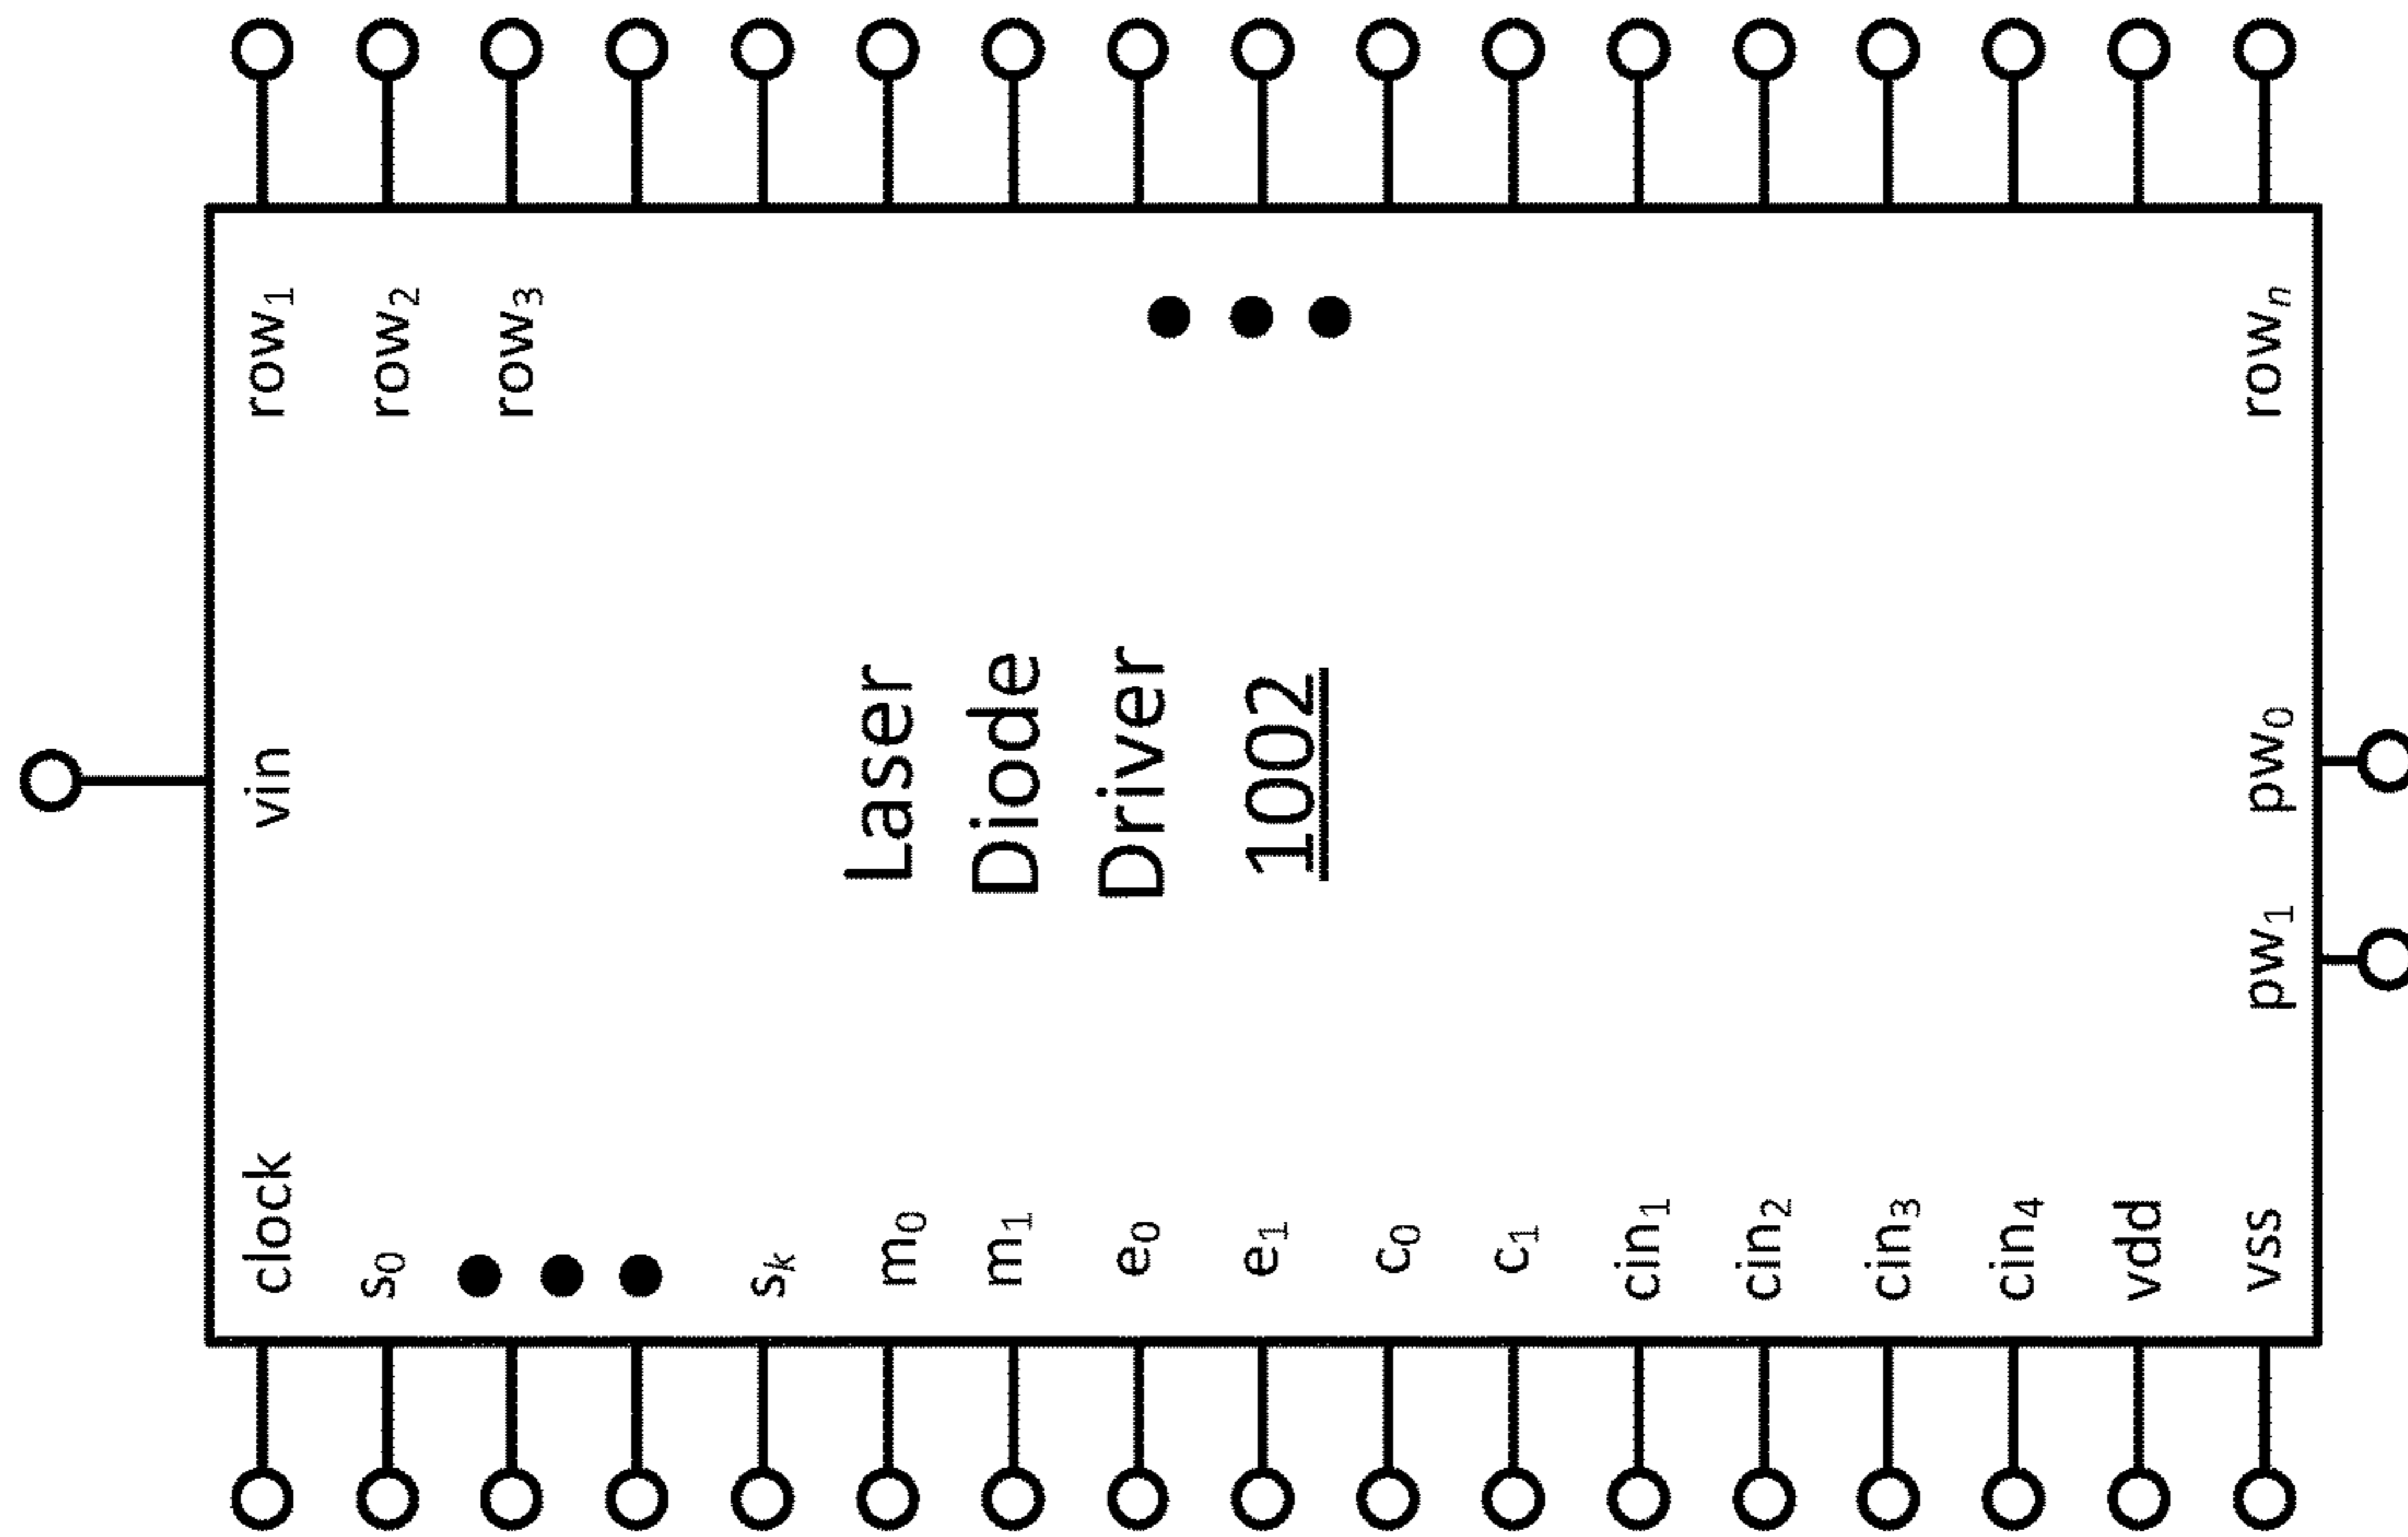 vin
clock
s₀
sₖ
m₀
m₁
e₀
e₁
c₀
c₁
cin₁
cin₂
cin₃
cin₄
vdd
vss
Laser
Diode
Driver
1002
row₁
row₂
row₃
rowₙ
pw₁
pw₀